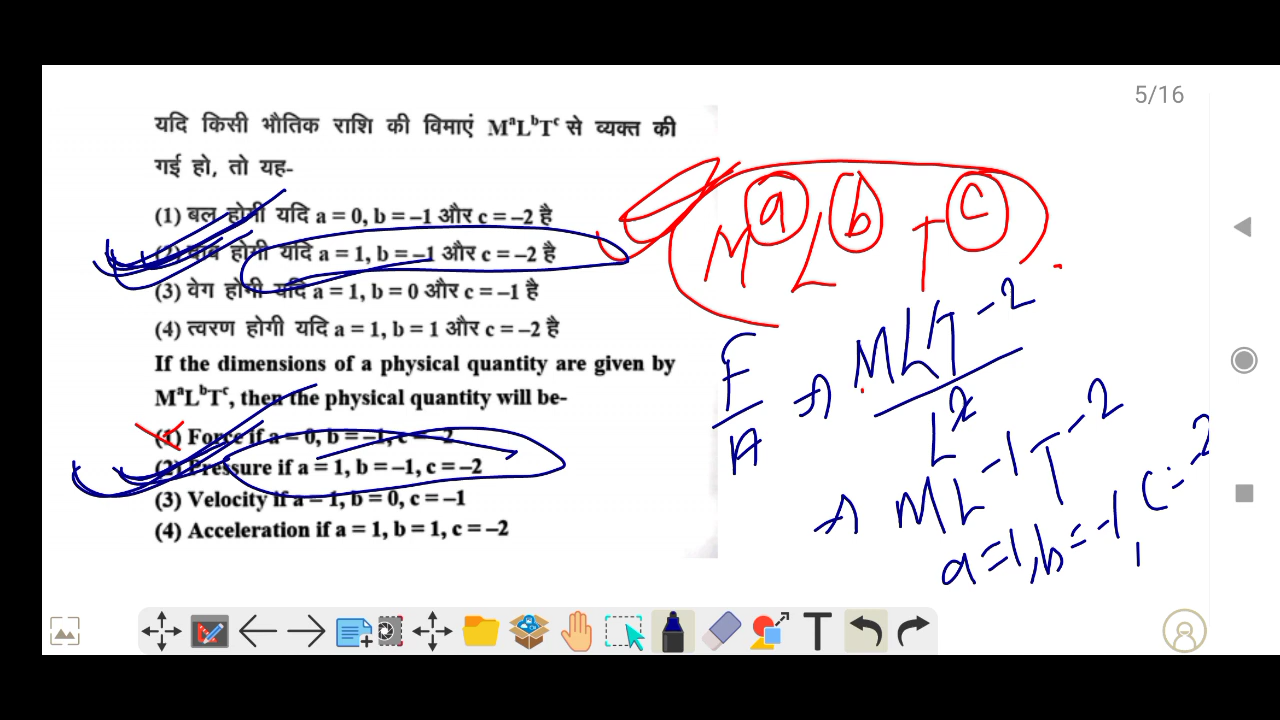 5/16
यदि किसी भौतिक राशि की विमाएं MᵃLᵇTᶜ से व्यक्त की
गई हो, तो यह-
(1) बल होगी यदि a = 0, b = –1 और c = –2 है
(2) दाब होगी यदि a = 1, b = –1 और c = –2 है
(3) वेग होगी यदि a = 1, b = 0 और c = –1 है
(4) त्वरण होगी यदि a = 1, b = 1 और c = –2 है
If the dimensions of a physical quantity are given by
MᵃLᵇTᶜ, then the physical quantity will be-
(1) Force if a = 0, b = –1, c = –2
(2) Pressure if a = 1, b = –1, c = –2
(3) Velocity if a = 1, b = 0, c = –1
(4) Acceleration if a = 1, b = 1, c = –2
Mᵃ Lᵇ Tᶜ
F/A ⇒ MLT⁻²/L²
⇒ ML⁻¹T⁻²
a=1, b=-1, c=-2
T